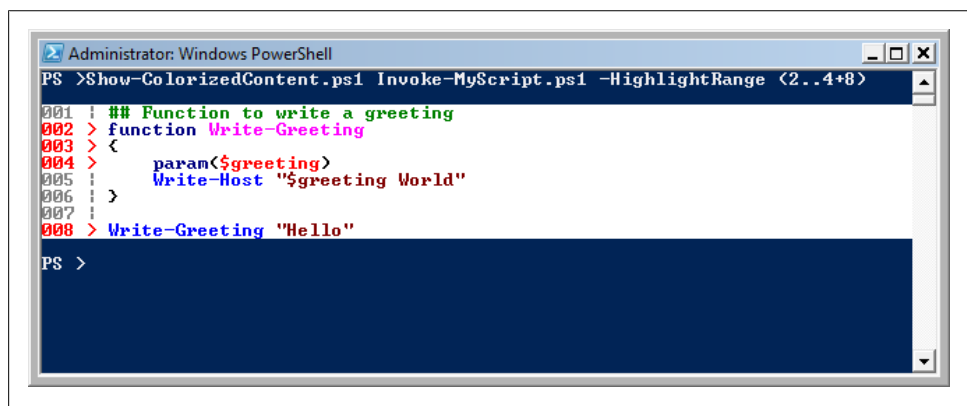 Administrator: Windows PowerShell
PS >Show-ColorizedContent.ps1 Invoke-MyScript.ps1 -HighlightRange (2..4+8)
001 | ## Function to write a greeting
002 > function Write-Greeting
003 > {
004 >     param($greeting)
005 |     Write-Host "$greeting World"
006 | }
007 |
008 > Write-Greeting "Hello"
PS >